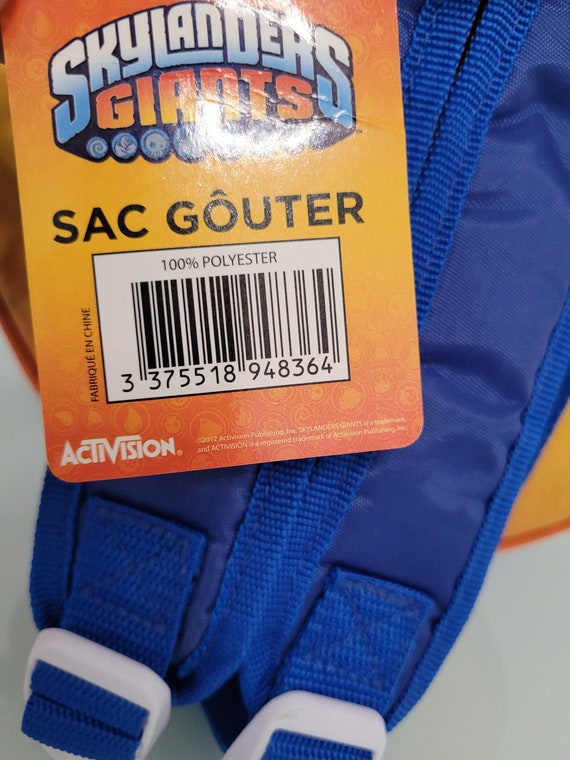 SKYLANDERS
GIANTS
SAC GÔUTER
100% POLYESTER
FABRIQUÉ EN CHINE
3 375518 948364
ACTIVISION®
©2012 Activision Publishing, Inc. SKYLANDERS GIANTS is a trademark,
and ACTIVISION is a registered trademark of Activision Publishing, Inc.